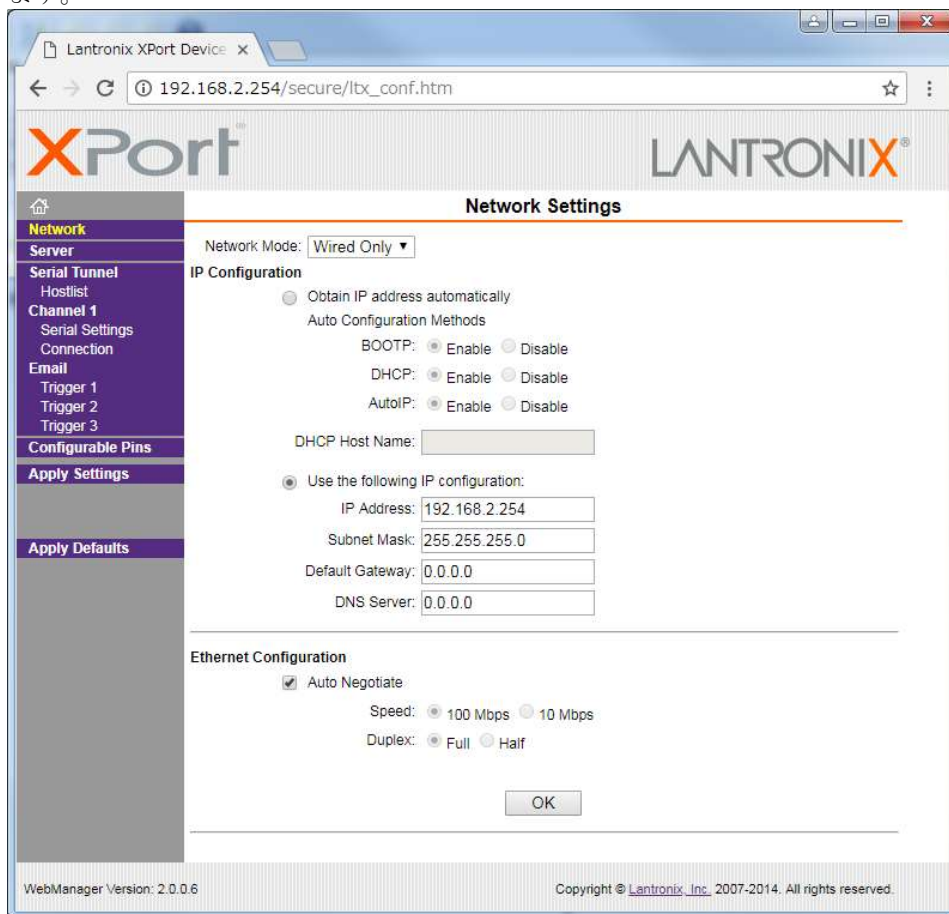 ます。
Lantronix XPort Device
192.168.2.254/secure/ltx_conf.htm
XPort
LANTRONIX®
Network Settings
Network
Server
Serial Tunnel
Hostlist
Channel 1
Serial Settings
Connection
Email
Trigger 1
Trigger 2
Trigger 3
Configurable Pins
Apply Settings
Apply Defaults
Network Mode: Wired Only
IP Configuration
Obtain IP address automatically
Auto Configuration Methods
BOOTP: Enable Disable
DHCP: Enable Disable
AutoIP: Enable Disable
DHCP Host Name:
Use the following IP configuration:
IP Address: 192.168.2.254
Subnet Mask: 255.255.255.0
Default Gateway: 0.0.0.0
DNS Server: 0.0.0.0
Ethernet Configuration
Auto Negotiate
Speed: 100 Mbps 10 Mbps
Duplex: Full Half
OK
WebManager Version: 2.0.0.6
Copyright © Lantronix, Inc. 2007-2014. All rights reserved.